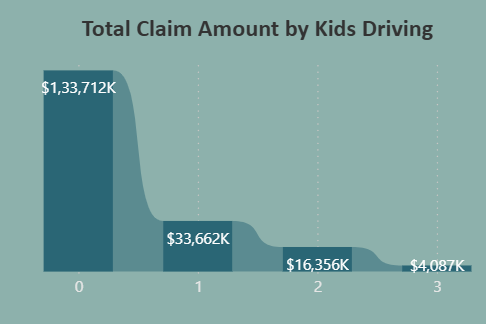 Total Claim Amount by Kids Driving
$1,33,712K
$33,662K
$16,356K
$4,087K
0 1 2 3